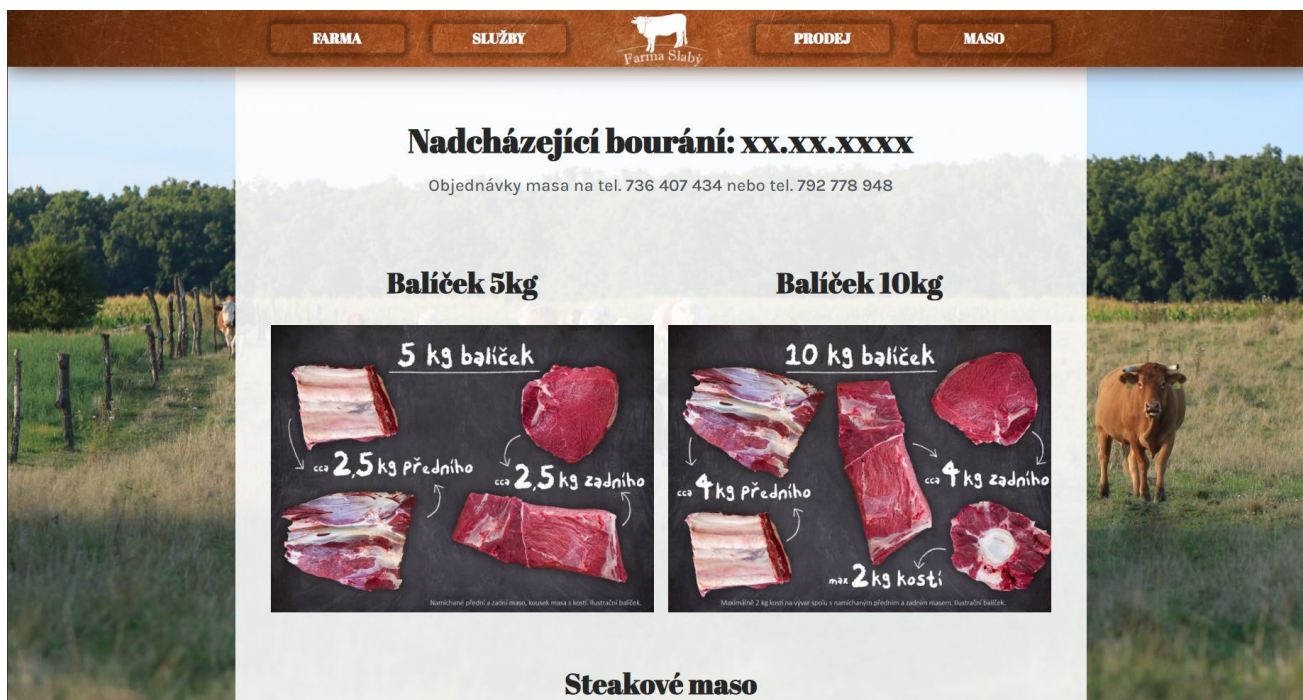 FARMA
SLUŽBY
Farma Slabý
PRODEJ
MASO
Nadcházející bourání: xx.xx.xxxx
Objednávky masa na tel. 736 407 434 nebo tel. 792 778 948
Balíček 5kg
Balíček 10kg
5 kg balíček
cca 2,5 kg předního
cca 2,5 kg zadního
Namíchané přední a zadní maso, kousek masa s kostí. Ilustrační balíček.
10 kg balíček
cca 4 kg předního
cca 4 kg zadního
max 2 kg kostí
Maximálně 2 kg kostí na vývar spolu s namíchaným předním a zadním masem. Ilustrační balíček.
Steakové maso